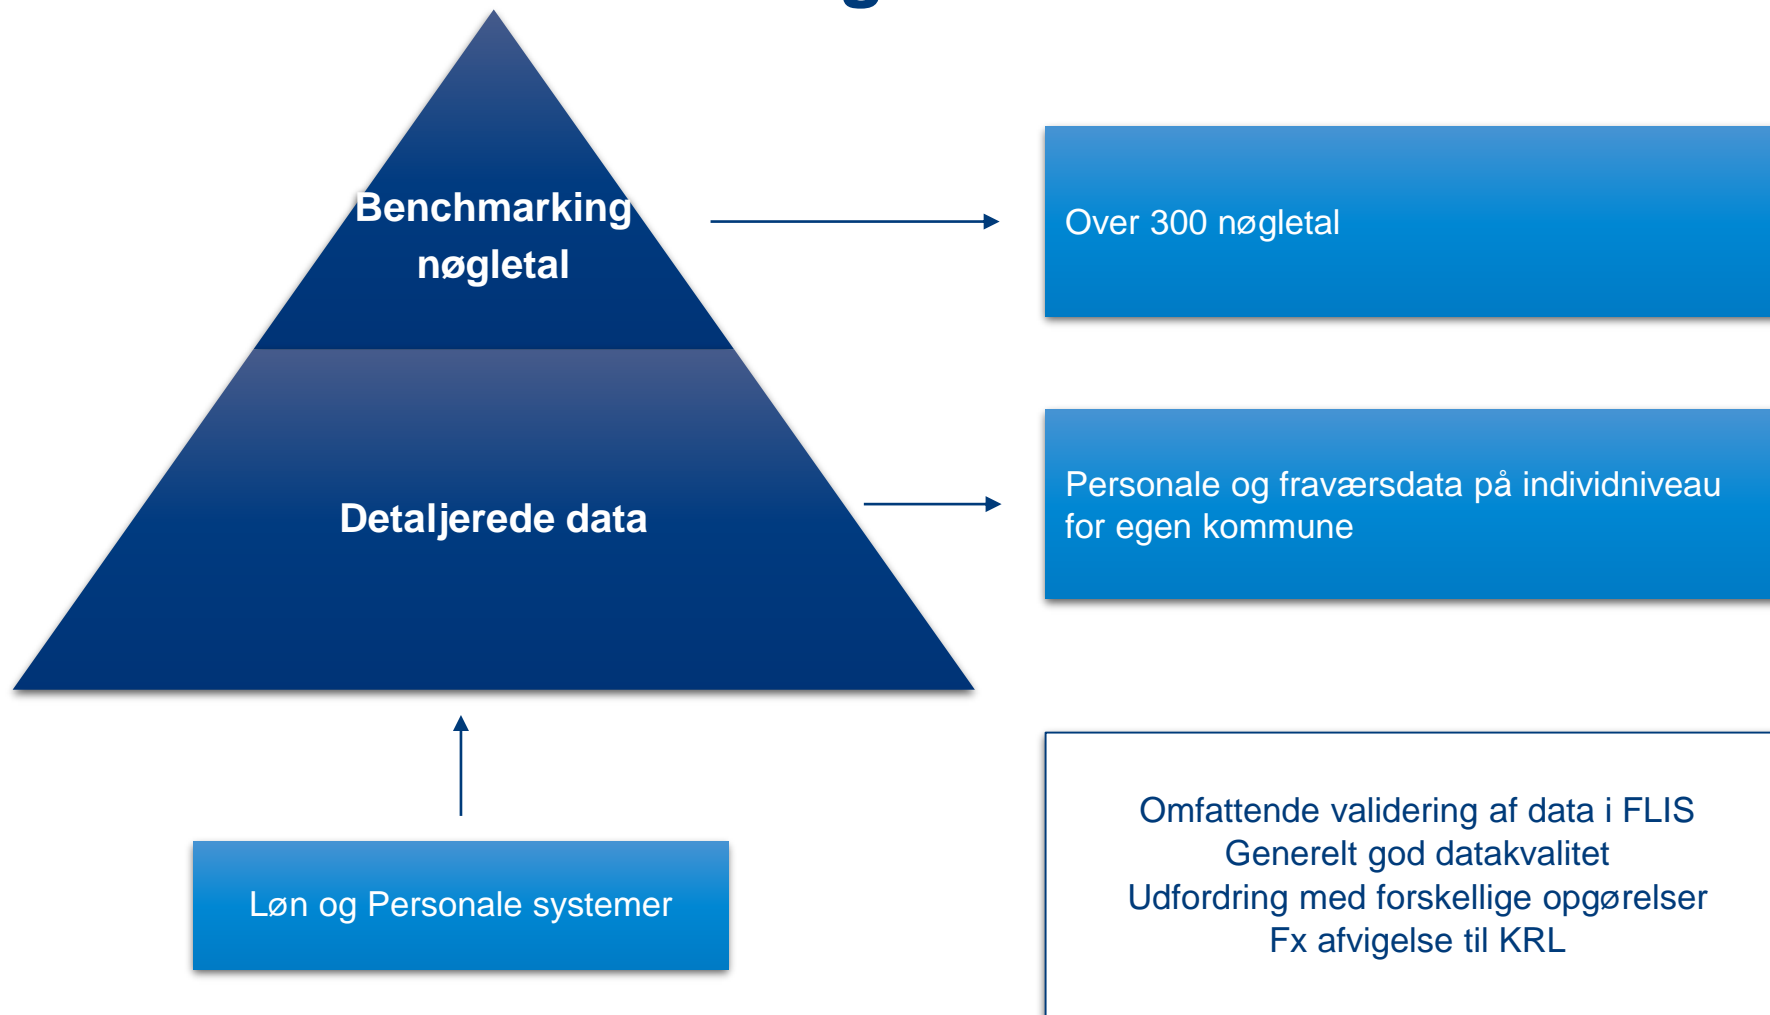 Benchmarking
nøgletal
Over 300 nøgletal
Detaljerede data
Personale og fraværsdata på individniveau
for egen kommune
Løn og Personale systemer
Omfattende validering af data i FLIS
Generelt god datakvalitet
Udfordring med forskellige opgørelser
Fx afvigelse til KRL